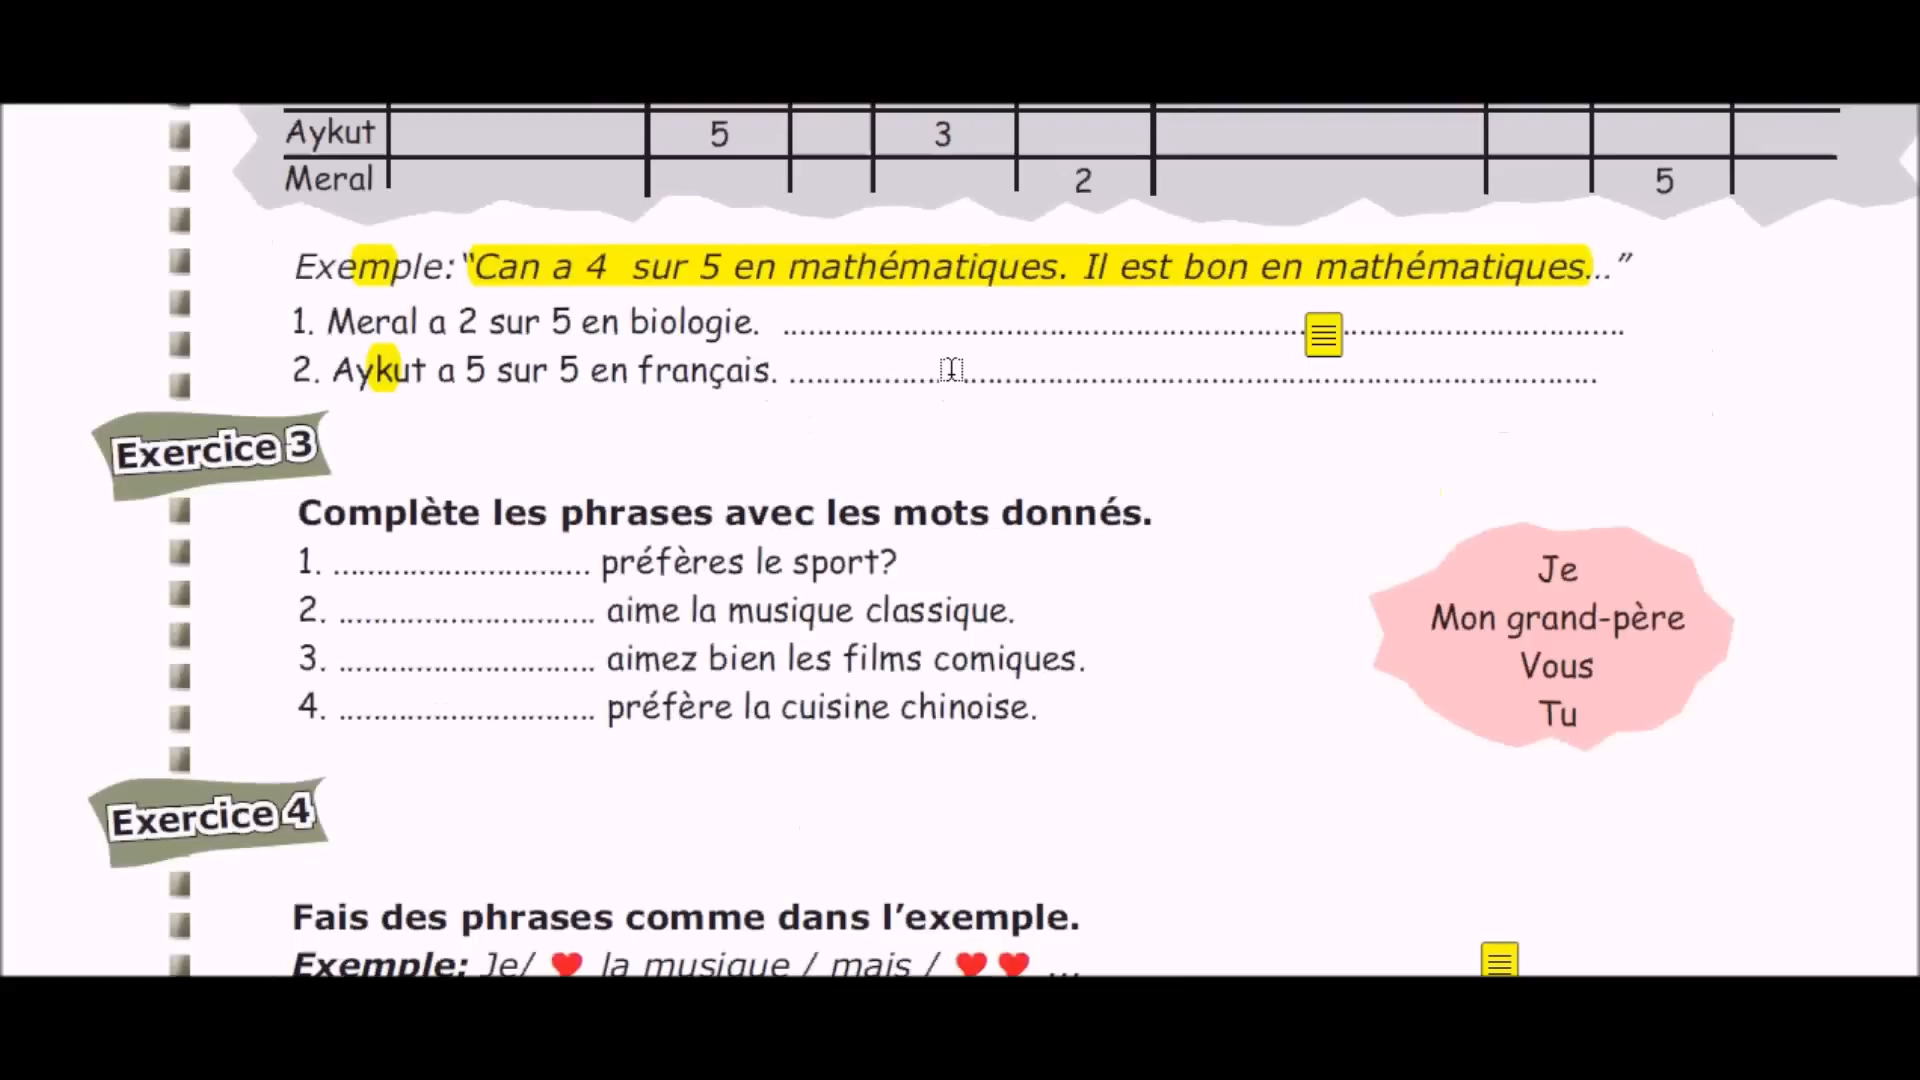 Aykut 5 3
Meral 2 5
Exemple: “Can a 4 sur 5 en mathématiques. Il est bon en mathématiques...”
1. Meral a 2 sur 5 en biologie. ......................................................................................................
2. Aykut a 5 sur 5 en français. ......................................................................................................
Exercice 3
Complète les phrases avec les mots donnés.
1. ............................... préfères le sport?
2. ............................... aime la musique classique.
3. ............................... aimez bien les films comiques.
4. ............................... préfère la cuisine chinoise.
Je
Mon grand-père
Vous
Tu
Exercice 4
Fais des phrases comme dans l’exemple.
Exemple: Je/ ♥ la musique / mais / ♥♥ ...